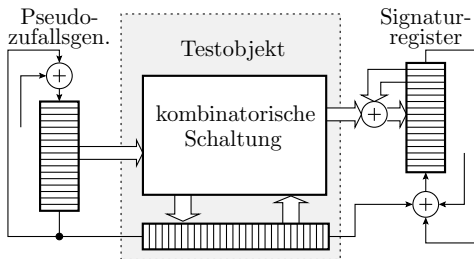 Pseudo-
zufallsgen.
Testobjekt
Signatur-
register
kombinatorische
Schaltung
+
+
+